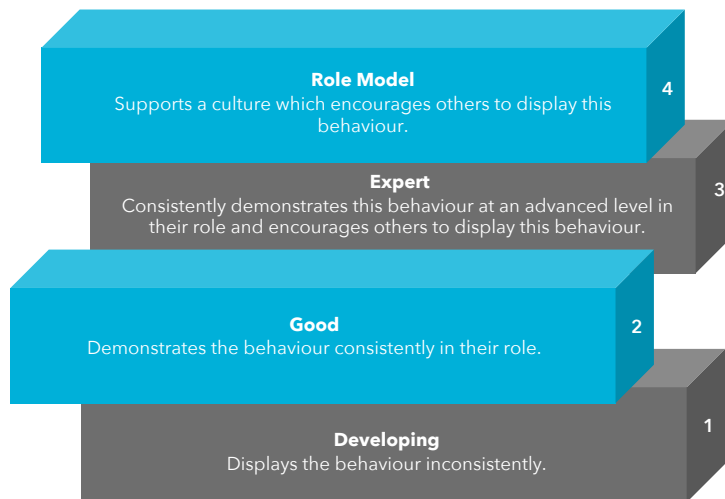 Role Model
Supports a culture which encourages others to display this
behaviour.
4
Expert
Consistently demonstrates this behaviour at an advanced level in
their role and encourages others to display this behaviour.
3
Good
Demonstrates the behaviour consistently in their role.
2
Developing
Displays the behaviour inconsistently.
1